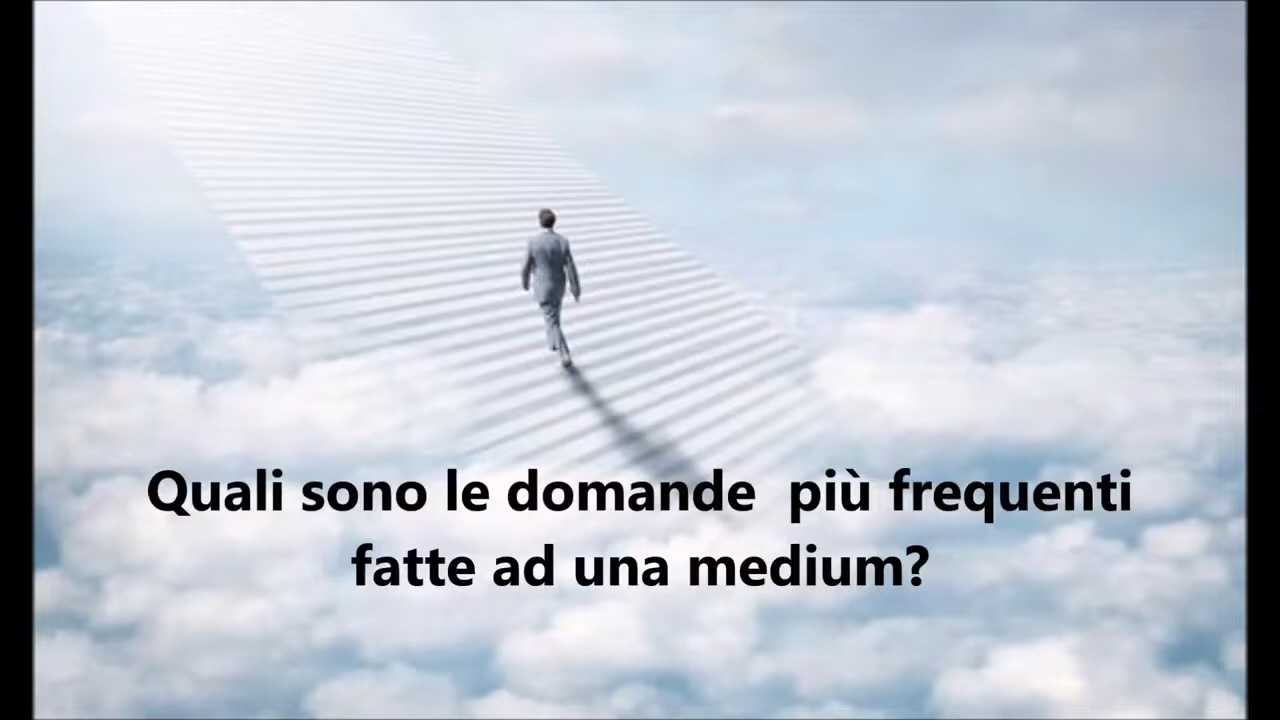 Quali sono le domande  più frequenti
fatte ad una medium?